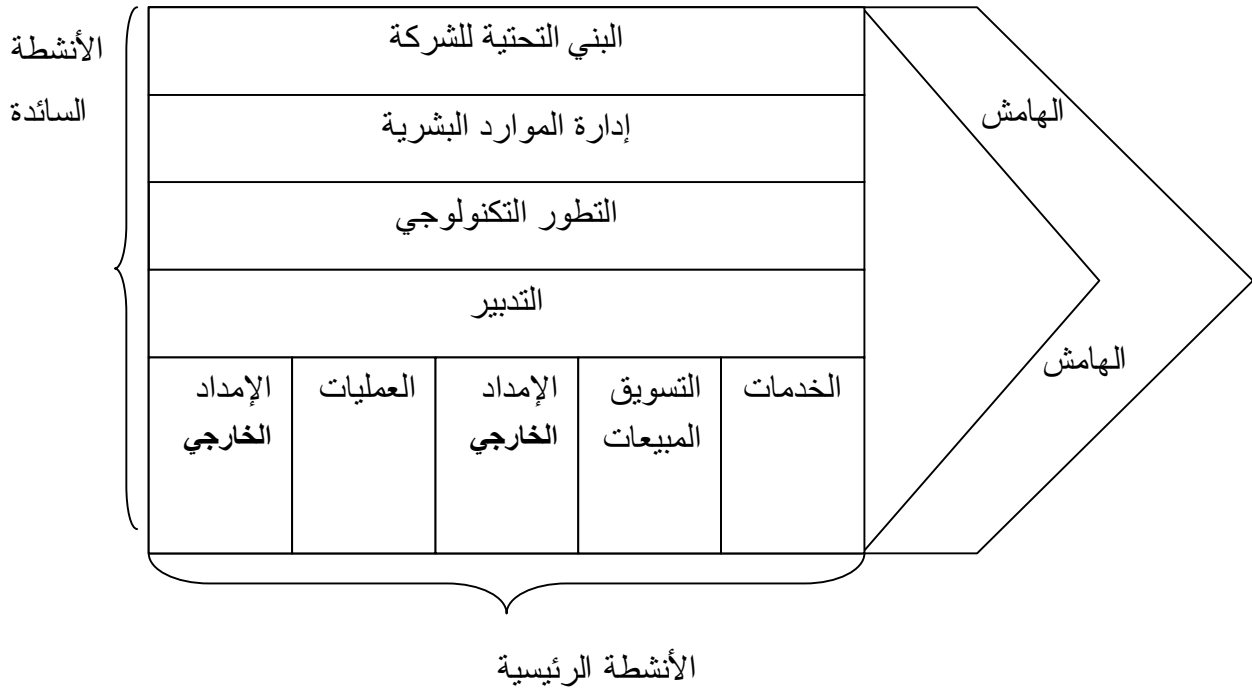 الأنشطة
السائدة
البني التحتية للشركة
إدارة الموارد البشرية
التطور التكنولوجي
التدبير
الهامش
الهامش
الإمداد
الخارجي
العمليات
الإمداد
الخارجي
التسويق
المبيعات
الخدمات
الأنشطة الرئيسية